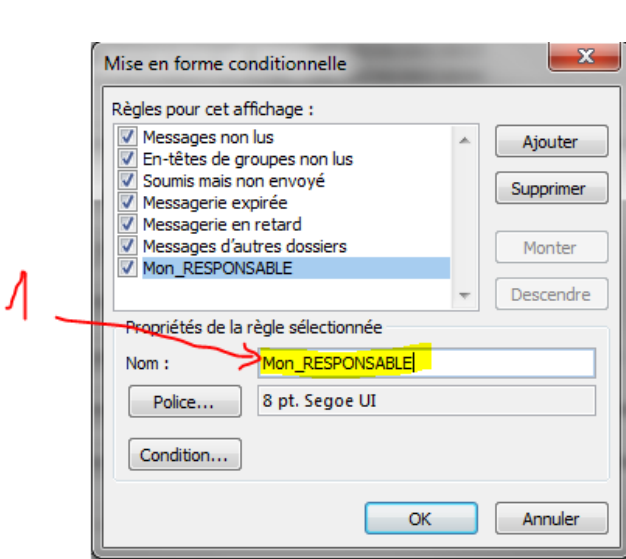 Mise en forme conditionnelle
Règles pour cet affichage :
Messages non lus
En-têtes de groupes non lus
Soumis mais non envoyé
Messagerie expirée
Messagerie en retard
Messages d'autres dossiers
Mon_RESPONSABLE
Ajouter
Supprimer
Monter
Descendre
1
Propriétés de la règle sélectionnée
Nom :
Mon_RESPONSABLE
Police...
8 pt. Segoe UI
Condition...
OK
Annuler